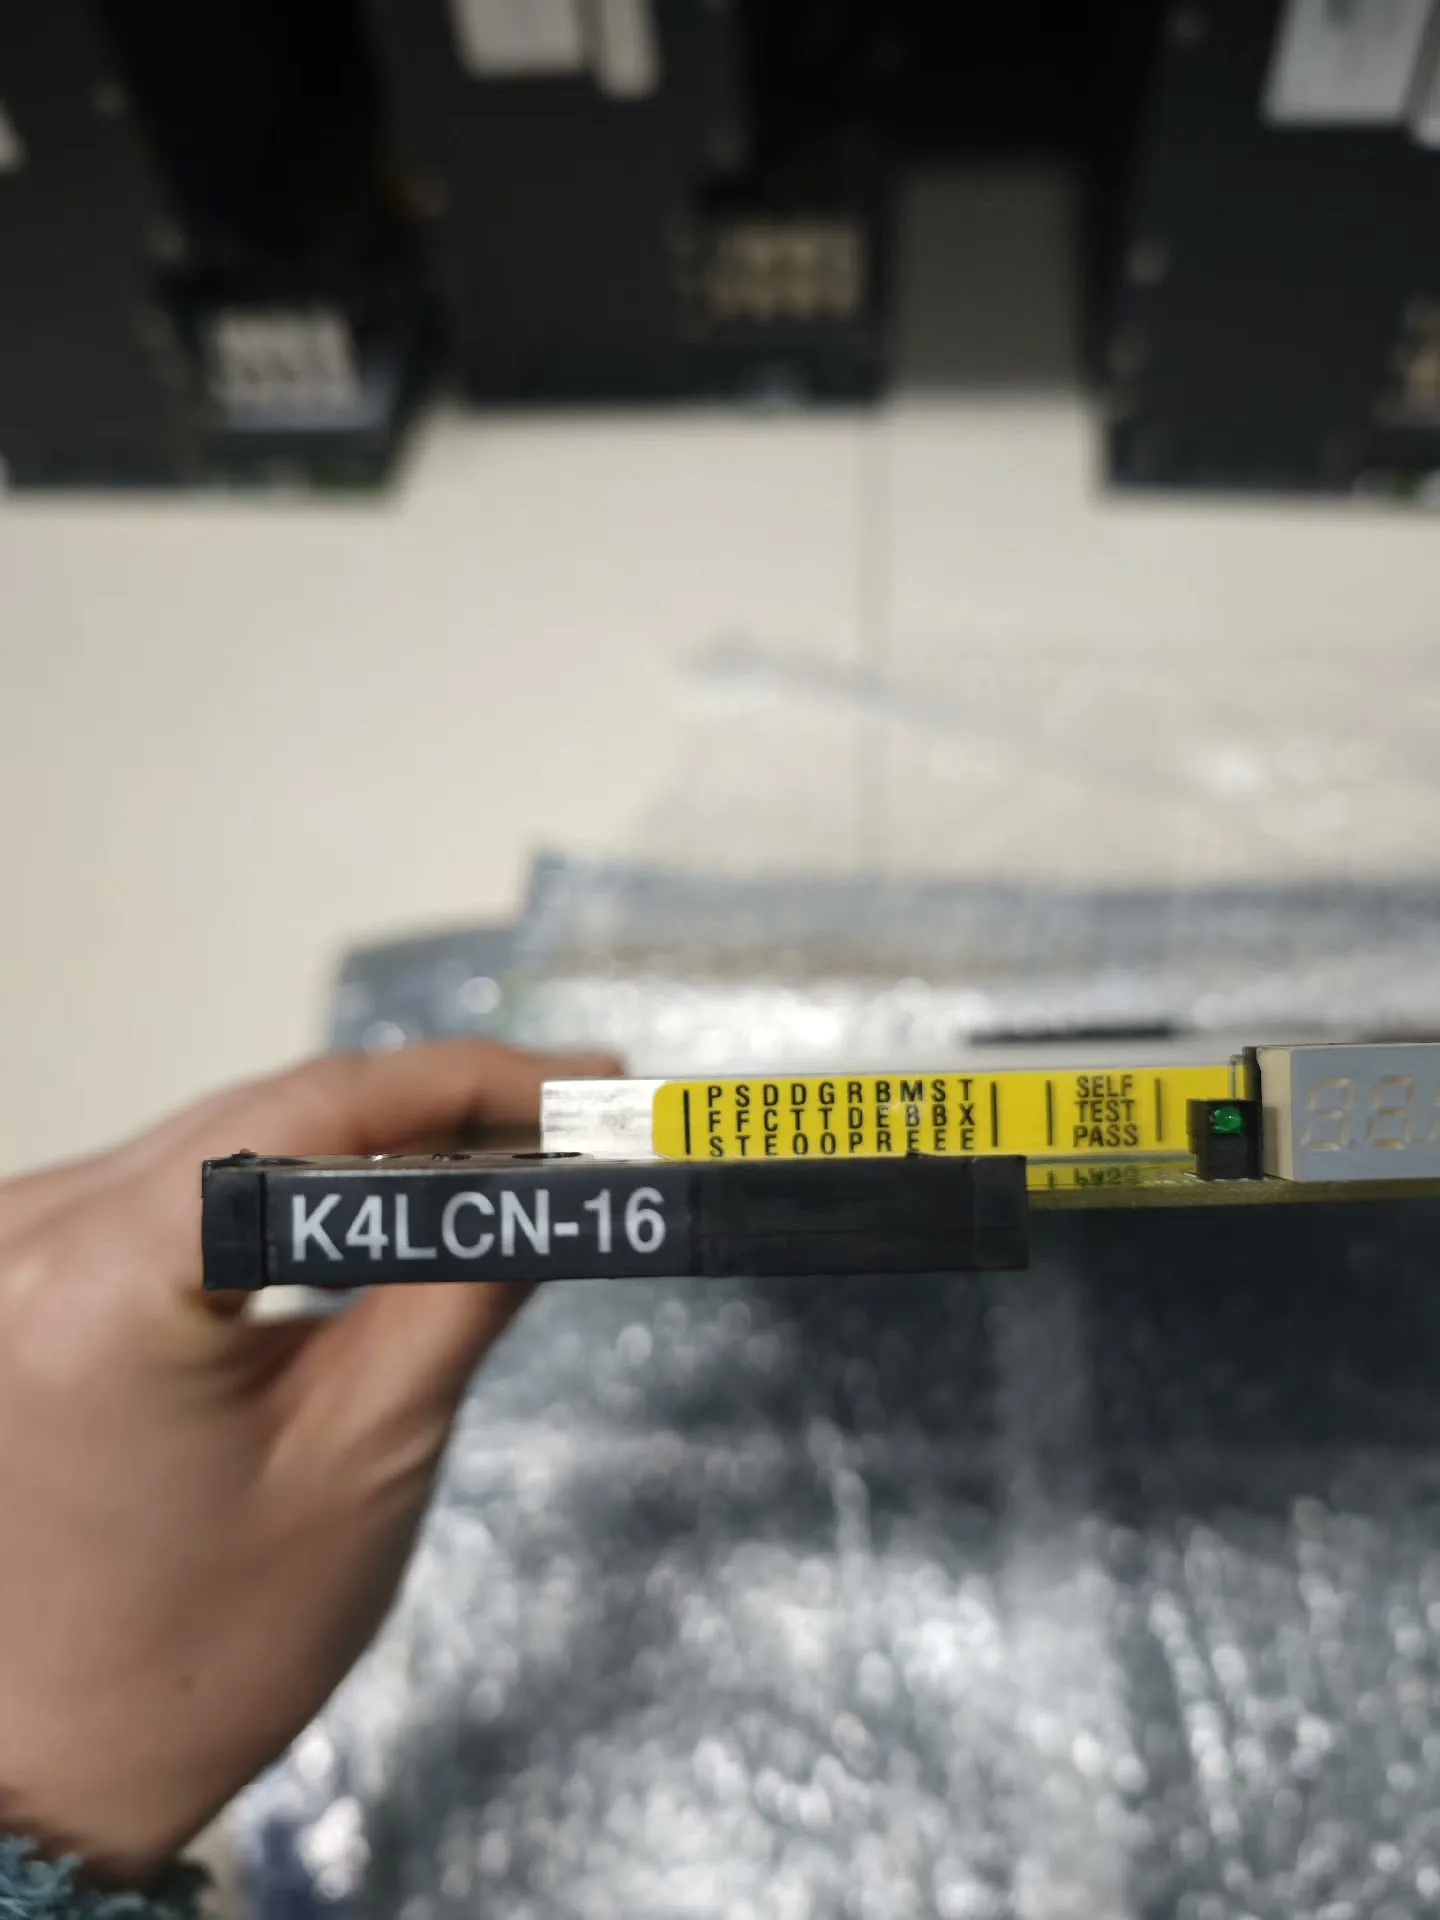 PSDDGRBMST
FFCTTDEBBX
STEOOPREEE
SELF
TEST
PASS
K4LCN-16